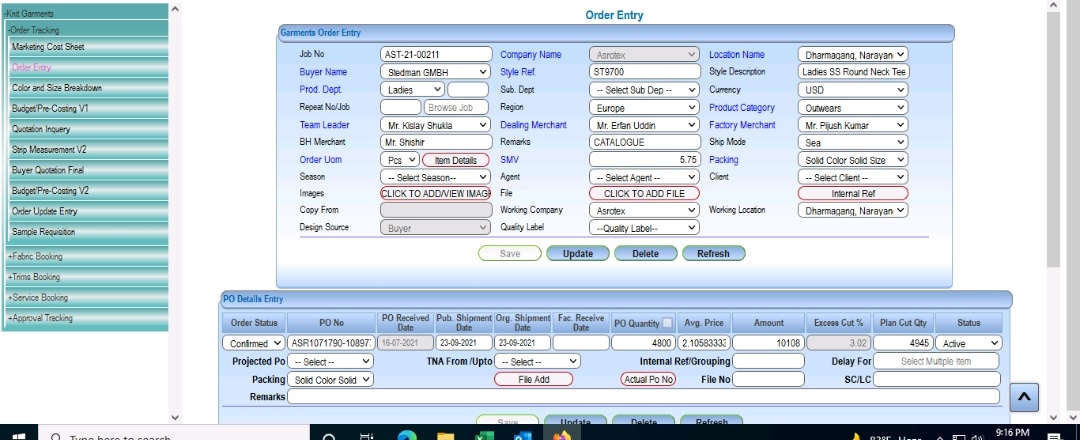 Order Entry
-Knit Garments
-Order Tracking
Marketing Cost Sheet
Order Entry
Color and Size Breakdown
Budget/Pre-Costing V1
Quotation Inquery
Strip Measurement V2
Buyer Quotation Final
Budget/Pre-Costing V2
Order Update Entry
Sample Requisition
+Fabric Booking
+Trims Booking
+Service Booking
+Approval Tracking
Garments Order Entry
Job No AST-21-00211 Company Name Asrotex Location Name Dharmagang, Narayan
Buyer Name Stedman GMBH Style Ref. ST9700 Style Description Ladies SS Round Neck Tee
Prod. Dept. Ladies Sub. Dept -- Select Sub Dep -- Currency USD
Repeat No/Job Browse Job Region Europe Product Category Outwears
Team Leader Mr. Kislay Shukla Dealing Merchant Mr. Erfan Uddin Factory Merchant Mr. Pijush Kumar
BH Merchant Mr. Shishir Remarks CATALOGUE Ship Mode Sea
Order Uom Pcs Item Details SMV 5.75 Packing Solid Color Solid Size
Season -- Select Season-- Agent -- Select Agent -- Client -- Select Client --
Images CLICK TO ADD/VIEW IMAG File CLICK TO ADD FILE Internal Ref
Copy From Working Company Asrotex Working Location Dharmagang, Narayan
Design Source Buyer Quality Label --Quality Label--
Save Update Delete Refresh
PO Details Entry
Order Status PO No PO Received Date Pub. Shipment Date Org. Shipment Date Fac. Receive Date PO Quantity Avg. Price Amount Excess Cut % Plan Cut Qty Status
Confirmed ASR1071790-10897 16-07-2021 23-09-2021 23-09-2021 4800 2.1058333 10108 3.02 4945 Active
Projected Po -- Select -- TNA From /Upto -- Select -- Internal Ref/Grouping Delay For Select Multiple Item
Packing Solid Color Solid File Add Actual Po No File No SC/LC
Remarks
Save Update Delete Refresh
Type here to search
9:16 PM